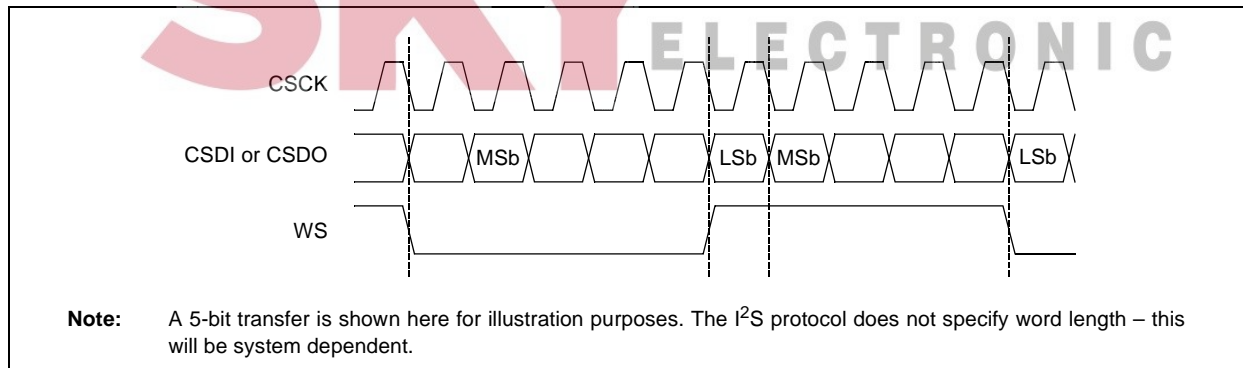 SKY ELECTRONIC
CSCK
CSDI or CSDO
MSb
LSb
MSb
LSb
WS
Note: A 5-bit transfer is shown here for illustration purposes. The I²S protocol does not specify word length – this
will be system dependent.